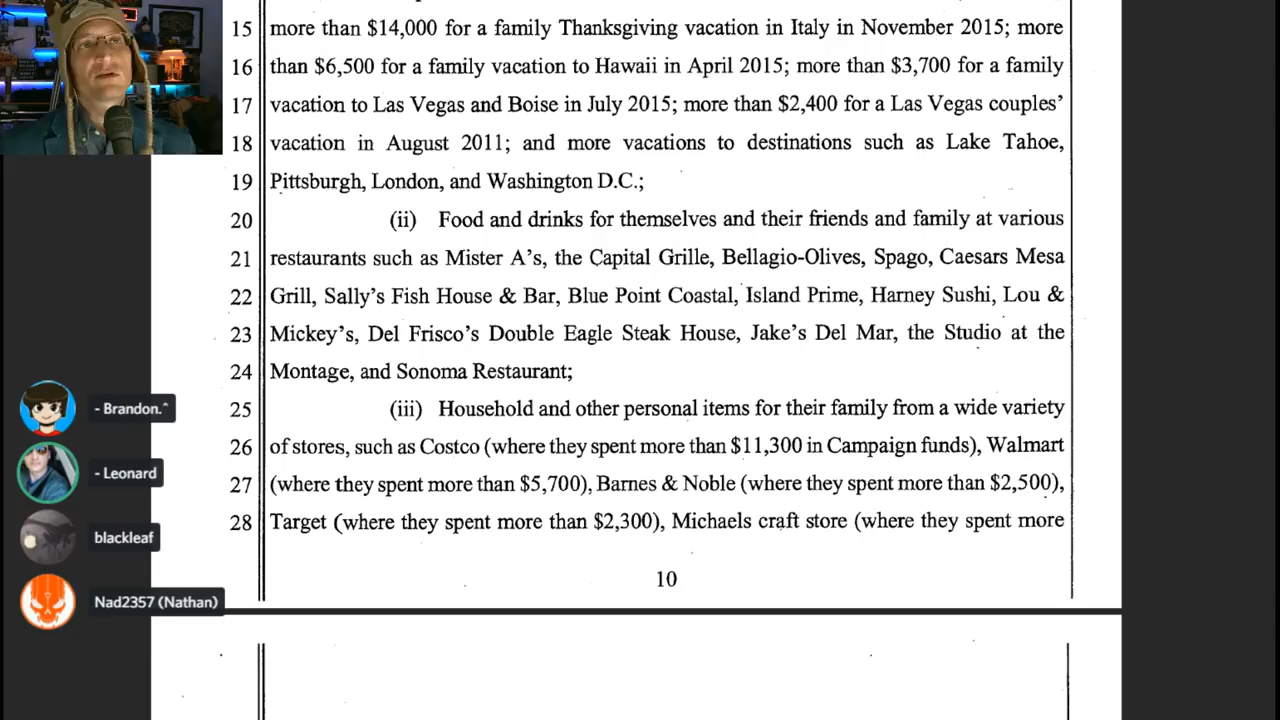 15 more than $14,000 for a family Thanksgiving vacation in Italy in November 2015; more
16 than $6,500 for a family vacation to Hawaii in April 2015; more than $3,700 for a family
17 vacation to Las Vegas and Boise in July 2015; more than $2,400 for a Las Vegas couples’
18 vacation in August 2011; and more vacations to destinations such as Lake Tahoe,
19 Pittsburgh, London, and Washington D.C.;
20 (ii) Food and drinks for themselves and their friends and family at various
21 restaurants such as Mister A’s, the Capital Grille, Bellagio-Olives, Spago, Caesars Mesa
22 Grill, Sally’s Fish House & Bar, Blue Point Coastal, Island Prime, Harney Sushi, Lou &
23 Mickey’s, Del Frisco’s Double Eagle Steak House, Jake’s Del Mar, the Studio at the
24 Montage, and Sonoma Restaurant;
25 (iii) Household and other personal items for their family from a wide variety
26 of stores, such as Costco (where they spent more than $11,300 in Campaign funds), Walmart
27 (where they spent more than $5,700), Barnes & Noble (where they spent more than $2,500),
28 Target (where they spent more than $2,300), Michaels craft store (where they spent more
10
- Brandon.^
- Leonard
blackleaf
Nad2357 (Nathan)